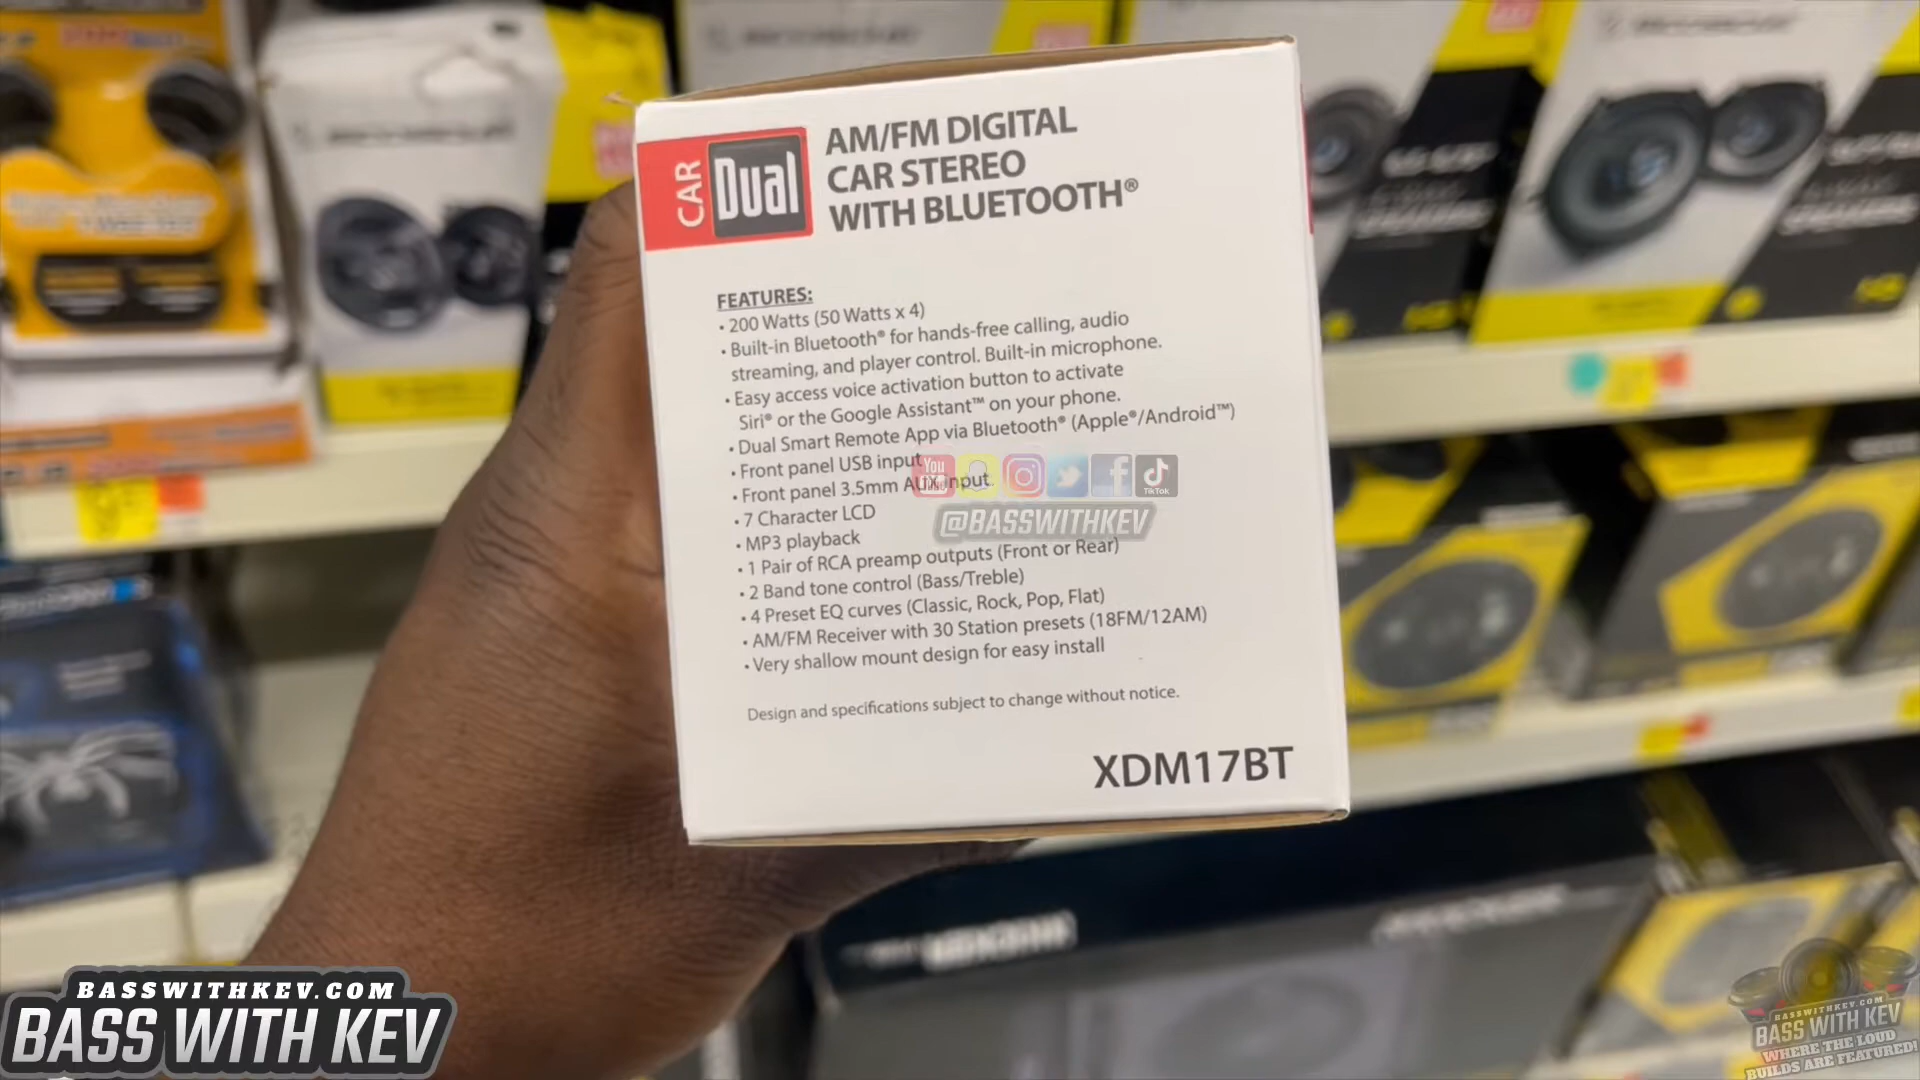 CAR
Dual
AM/FM DIGITAL
CAR STEREO
WITH BLUETOOTH®
FEATURES:
• 200 Watts (50 Watts x 4)
• Built-in Bluetooth® for hands-free calling, audio
streaming, and player control. Built-in microphone.
• Easy access voice activation button to activate
Siri® or the Google Assistant™ on your phone.
• Dual Smart Remote App via Bluetooth® (Apple®/Android™)
• Front panel USB input
• Front panel 3.5mm AUX input.
• 7 Character LCD
• MP3 playback
• 1 Pair of RCA preamp outputs (Front or Rear)
• 2 Band tone control (Bass/Treble)
• 4 Preset EQ curves (Classic, Rock, Pop, Flat)
• AM/FM Receiver with 30 Station presets (18FM/12AM)
• Very shallow mount design for easy install
Design and specifications subject to change without notice.
XDM17BT
You
TikTok
@BASSWITHKEV
BASSWITHKEV.COM
BASS WITH KEV
BASSWITHKEV.COM
BASS WITH KEV
WHERE THE LOUD
BUILDS ARE FEATURED!